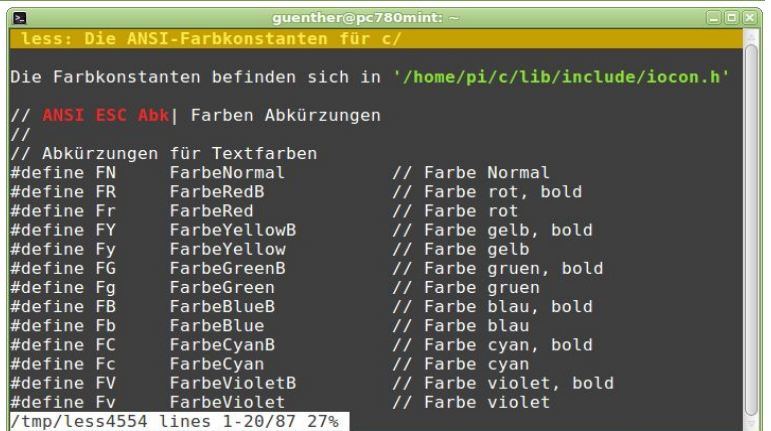 guenther@pc780mint: ~
less: Die ANSI-Farbkonstanten für c/
Die Farbkonstanten befinden sich in '/home/pi/c/lib/include/iocon.h'
// ANSI ESC Abk| Farben Abkürzungen
//
// Abkürzungen für Textfarben
#define FN FarbeNormal // Farbe Normal
#define FR FarbeRedB // Farbe rot, bold
#define Fr FarbeRed // Farbe rot
#define FY FarbeYellowB // Farbe gelb, bold
#define Fy FarbeYellow // Farbe gelb
#define FG FarbeGreenB // Farbe gruen, bold
#define Fg FarbeGreen // Farbe gruen
#define FB FarbeBlueB // Farbe blau, bold
#define Fb FarbeBlue // Farbe blau
#define FC FarbeCyanB // Farbe cyan, bold
#define Fc FarbeCyan // Farbe cyan
#define FV FarbeVioletB // Farbe violet, bold
#define Fv FarbeViolet // Farbe violet
/tmp/less4554 lines 1-20/87 27%